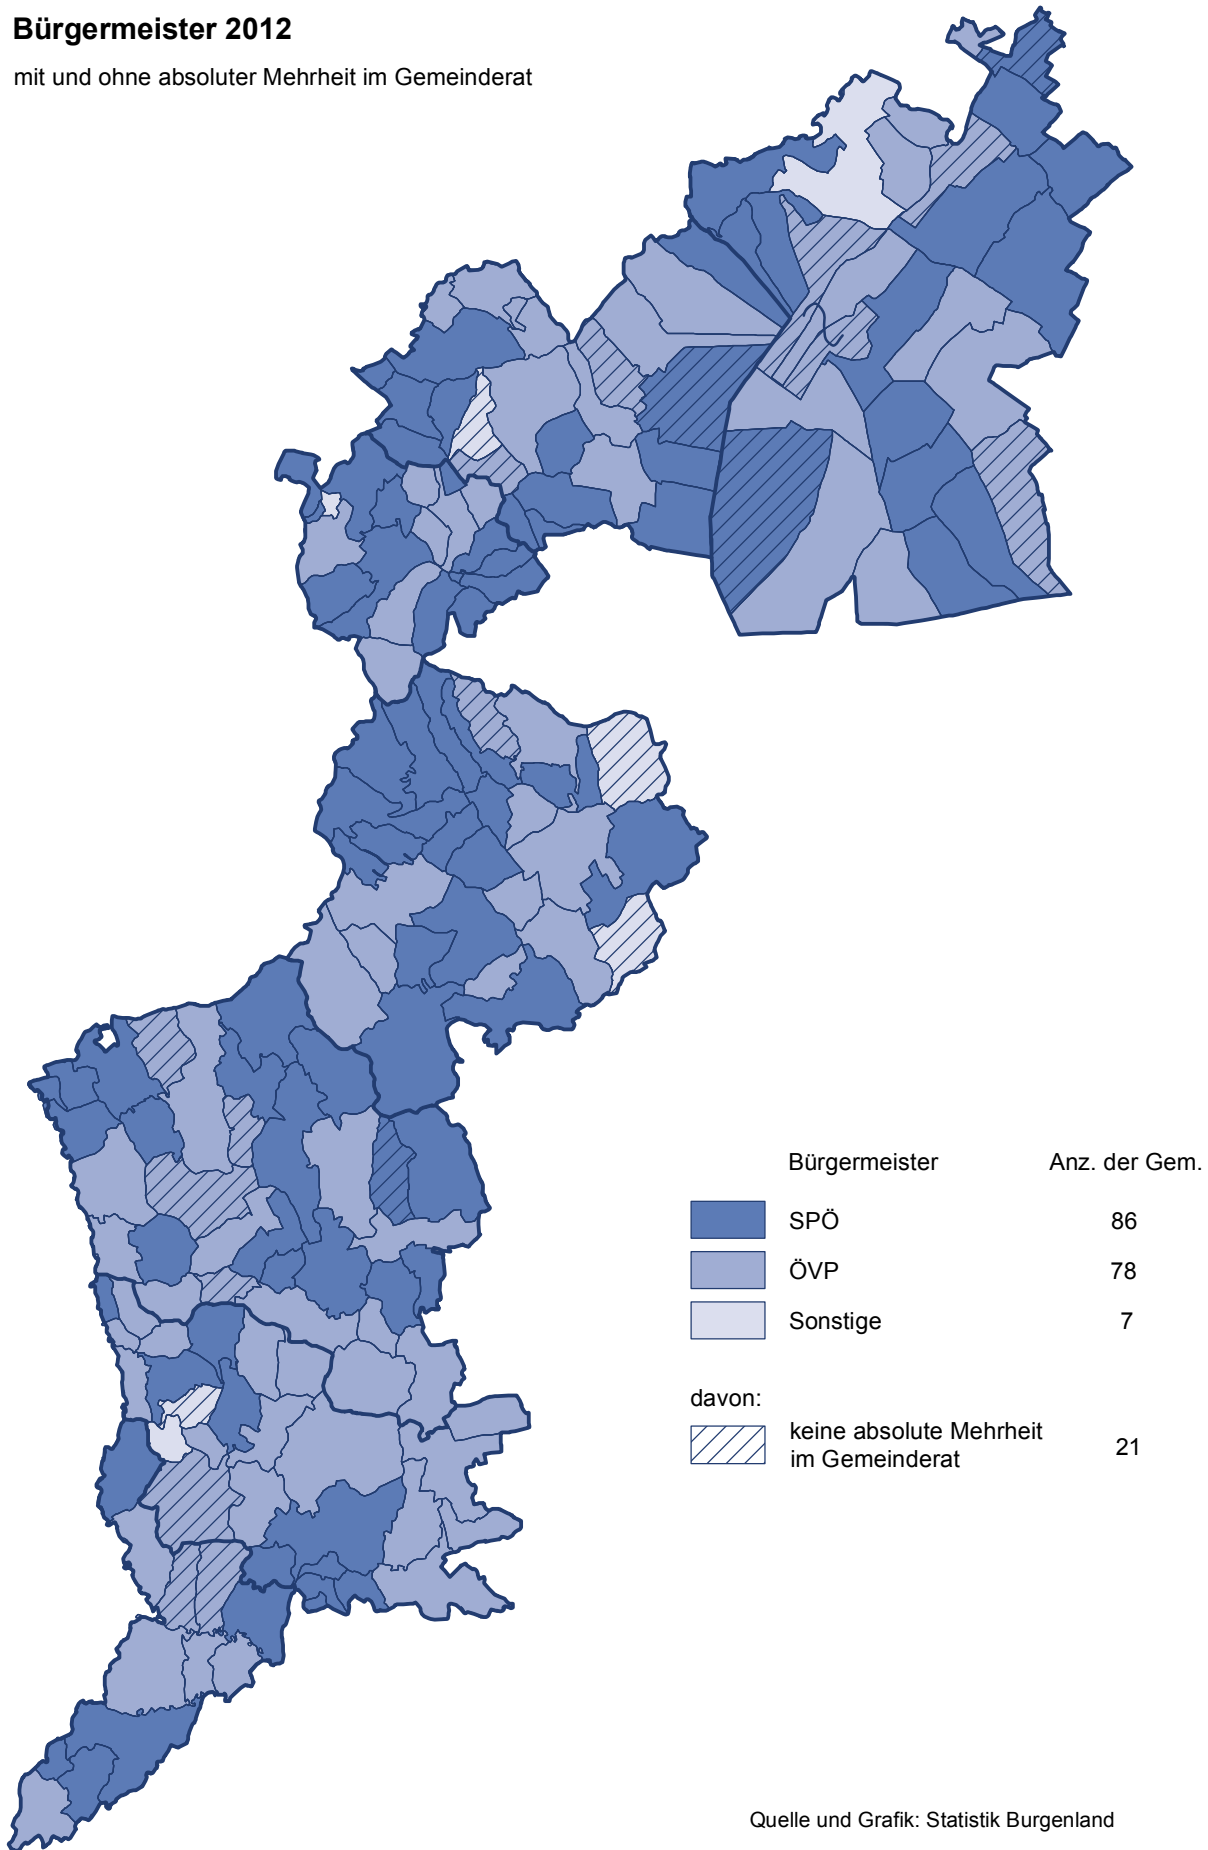 Bürgermeister 2012
mit und ohne absoluter Mehrheit im Gemeinderat
Bürgermeister Anz. der Gem.
SPÖ 86
ÖVP 78
Sonstige 7
davon:
keine absolute Mehrheit
im Gemeinderat 21
Quelle und Grafik: Statistik Burgenland